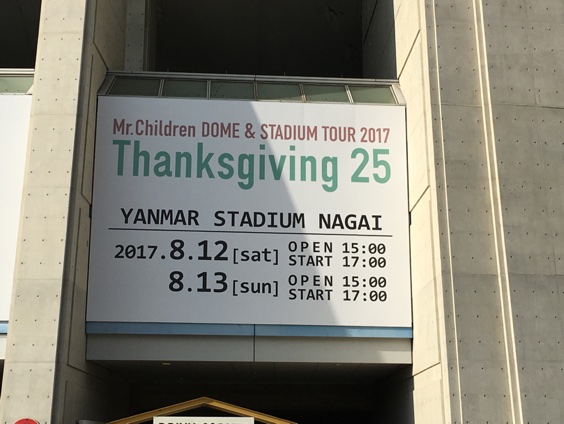 Mr.Children DOME & STADIUM TOUR 2017
Thanksgiving 25
YANMAR STADIUM NAGAI
2017.8.12[sat] OPEN 15:00
START 17:00
8.13[sun] OPEN 15:00
START 17:00